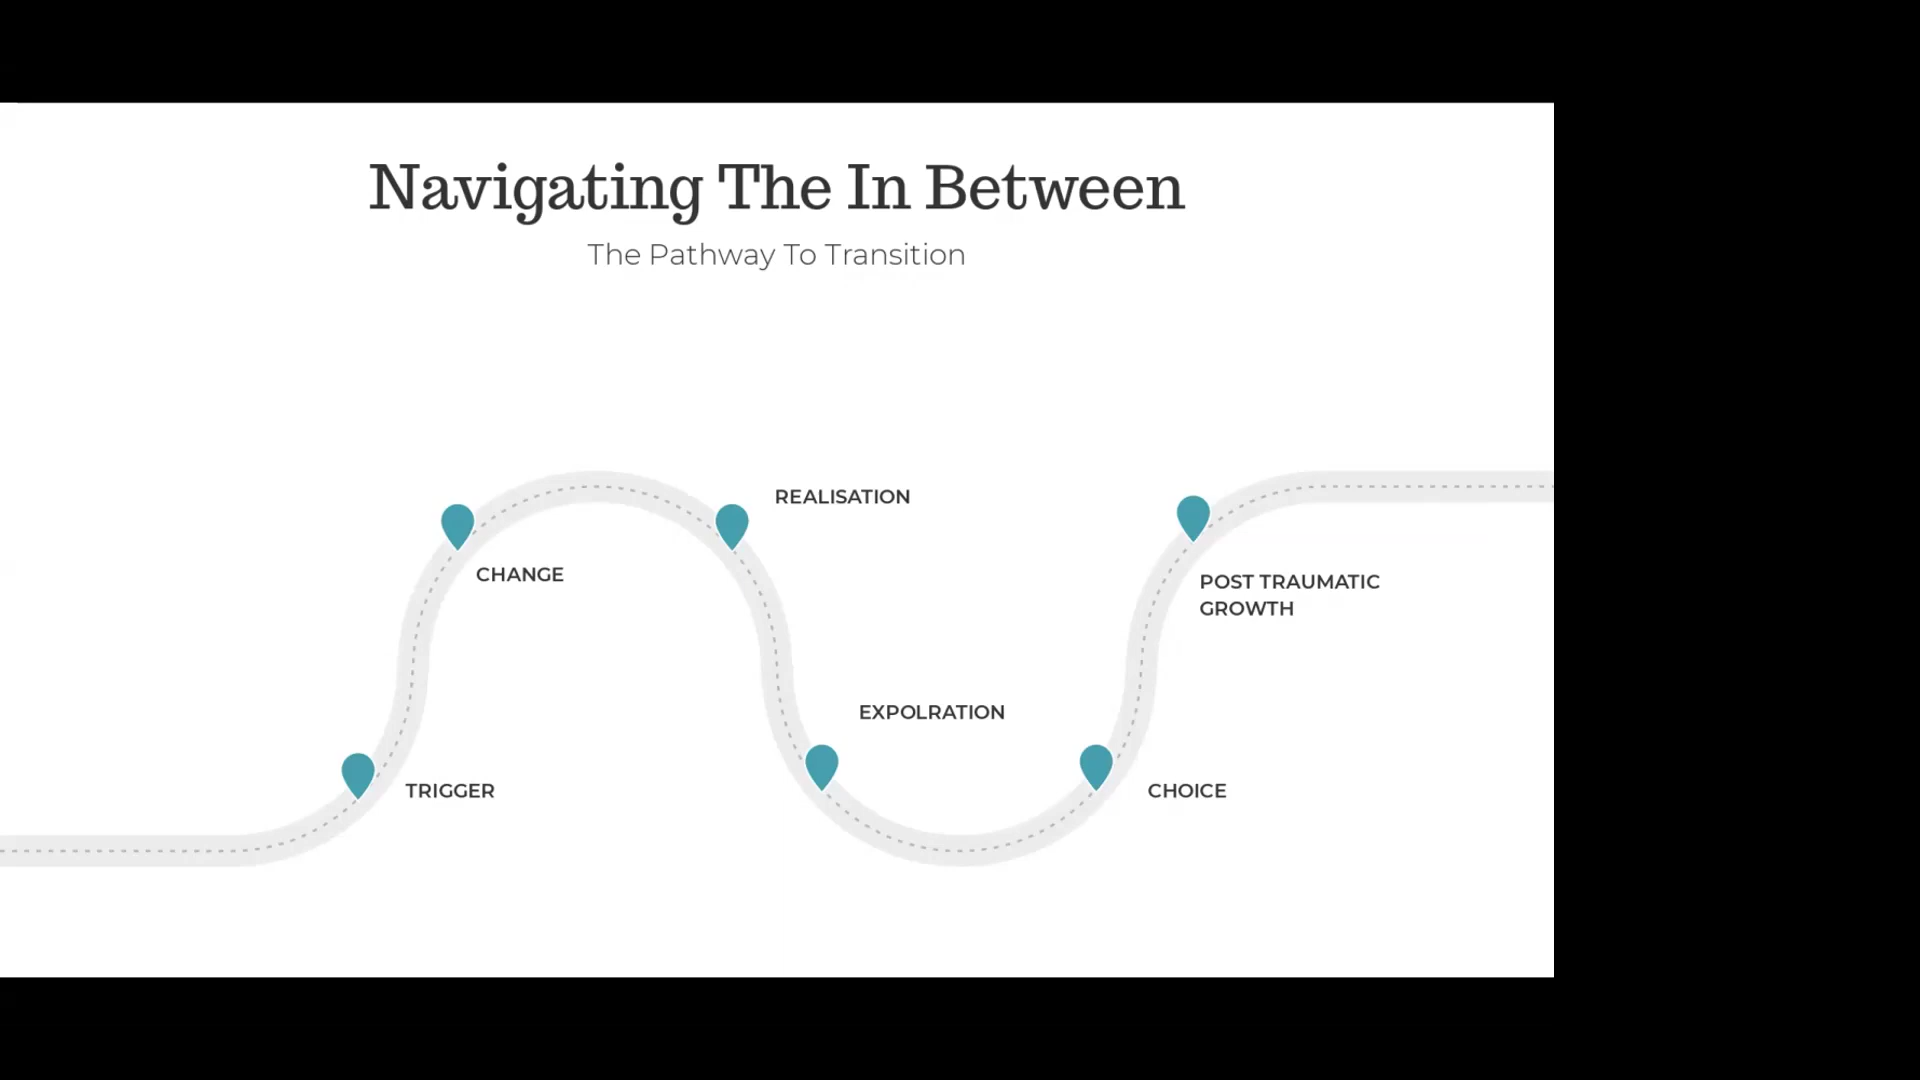 Navigating The In Between
The Pathway To Transition
REALISATION
CHANGE
POST TRAUMATIC
GROWTH
EXPOLRATION
TRIGGER
CHOICE